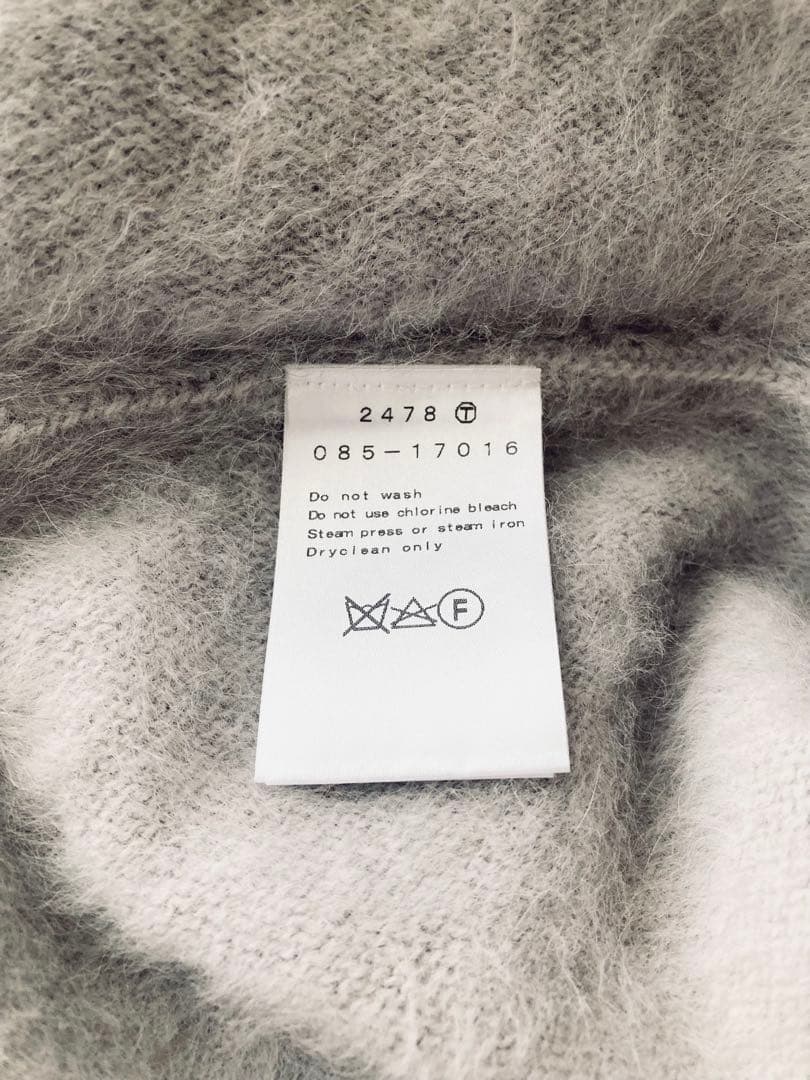 2478 Ⓣ
085-17016
Do not wash
Do not use chlorine bleach
Steam press or steam iron
Dryclean only
F